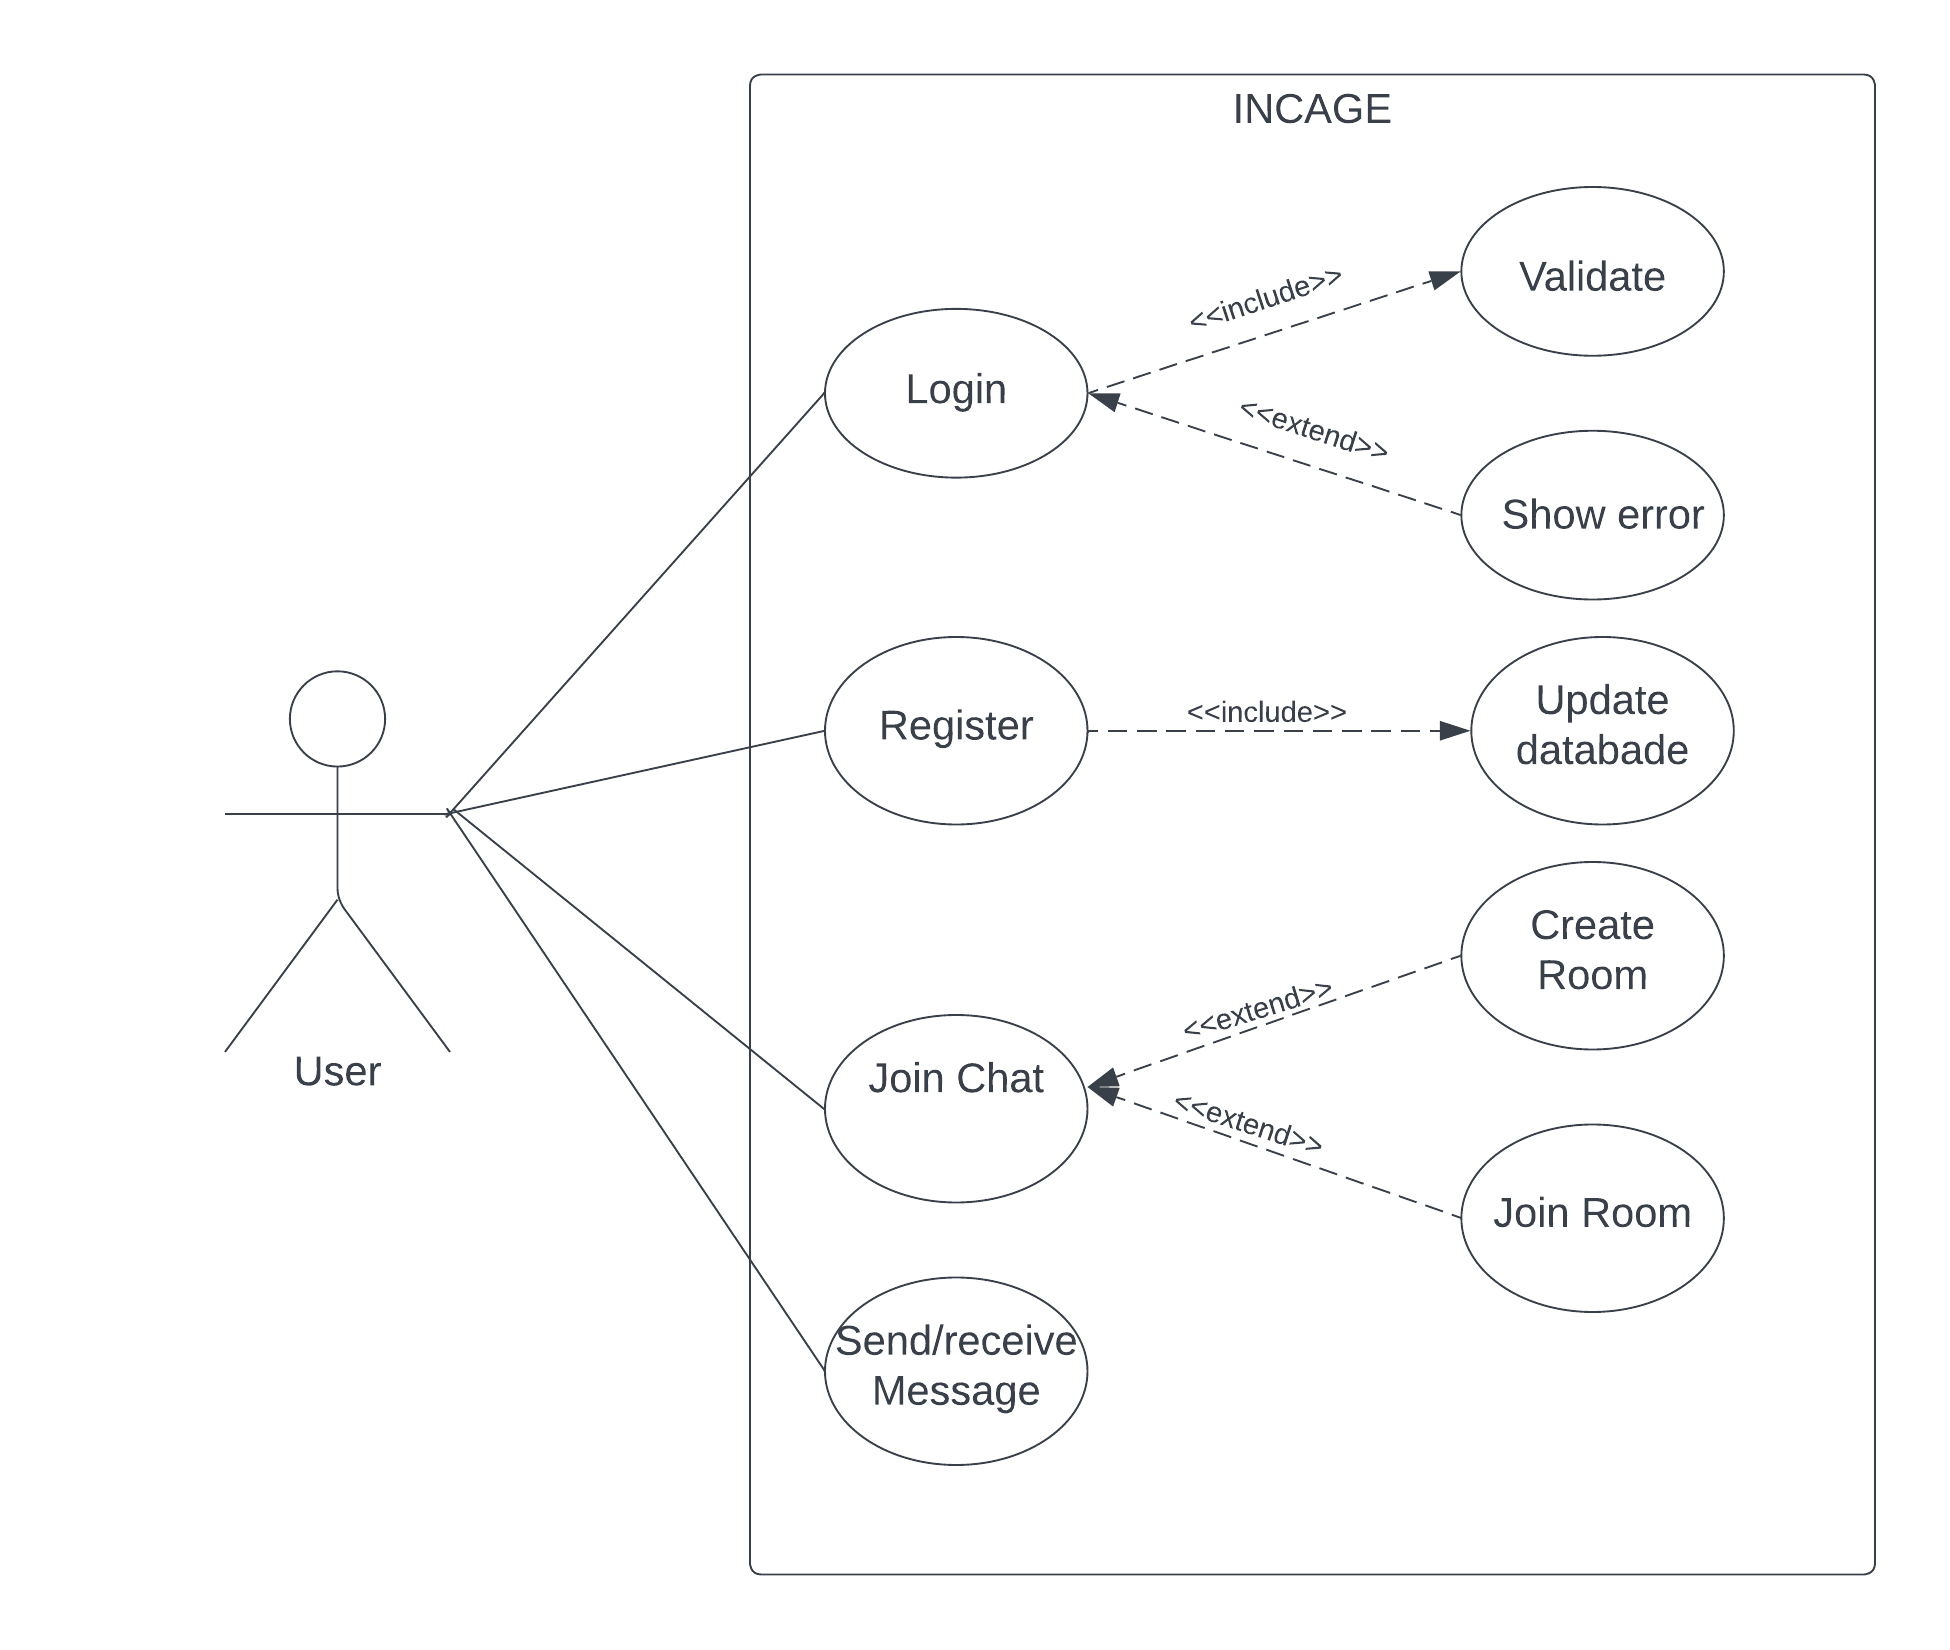 INCAGE
Validate
<<include>>
Login
<<extend>>
Show error
Register
<<include>>
Update
databade
User
Create
Room
<<extend>>
Join Chat
<<extend>>
Join Room
Send/receive
Message